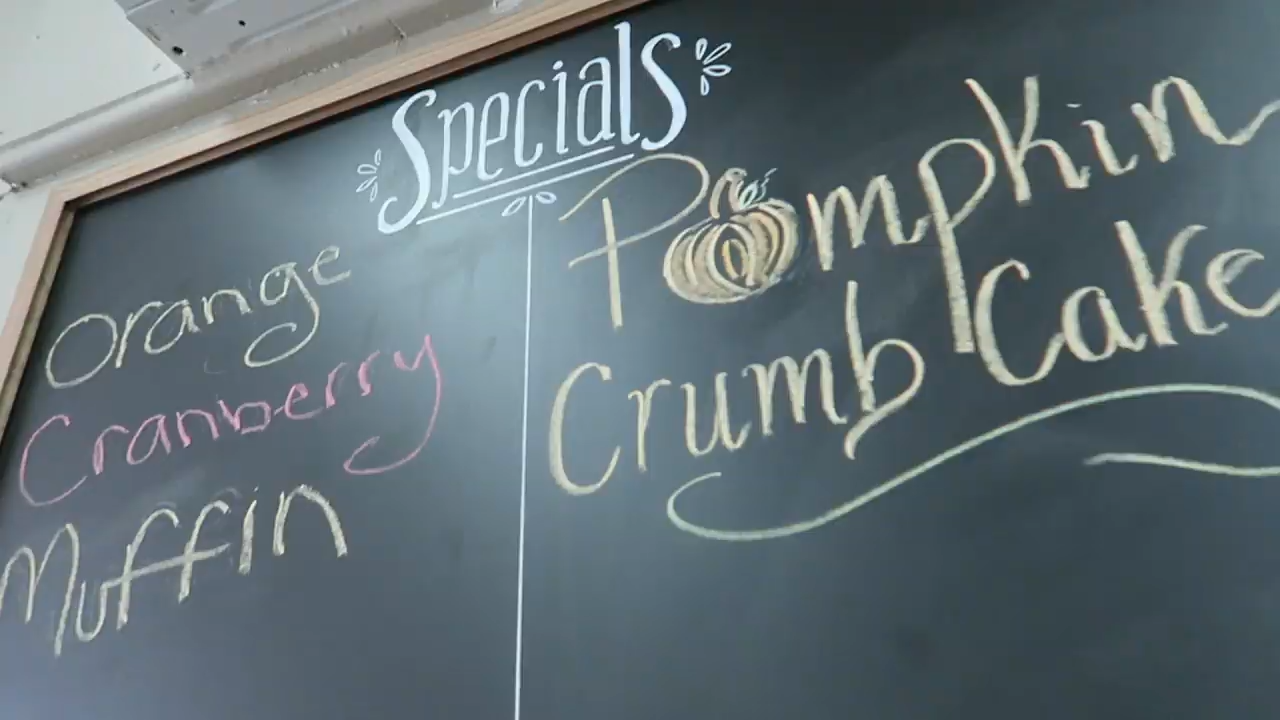 Specials
Orange
Cranberry
Muffin
Pumpkin
Crumb Cake